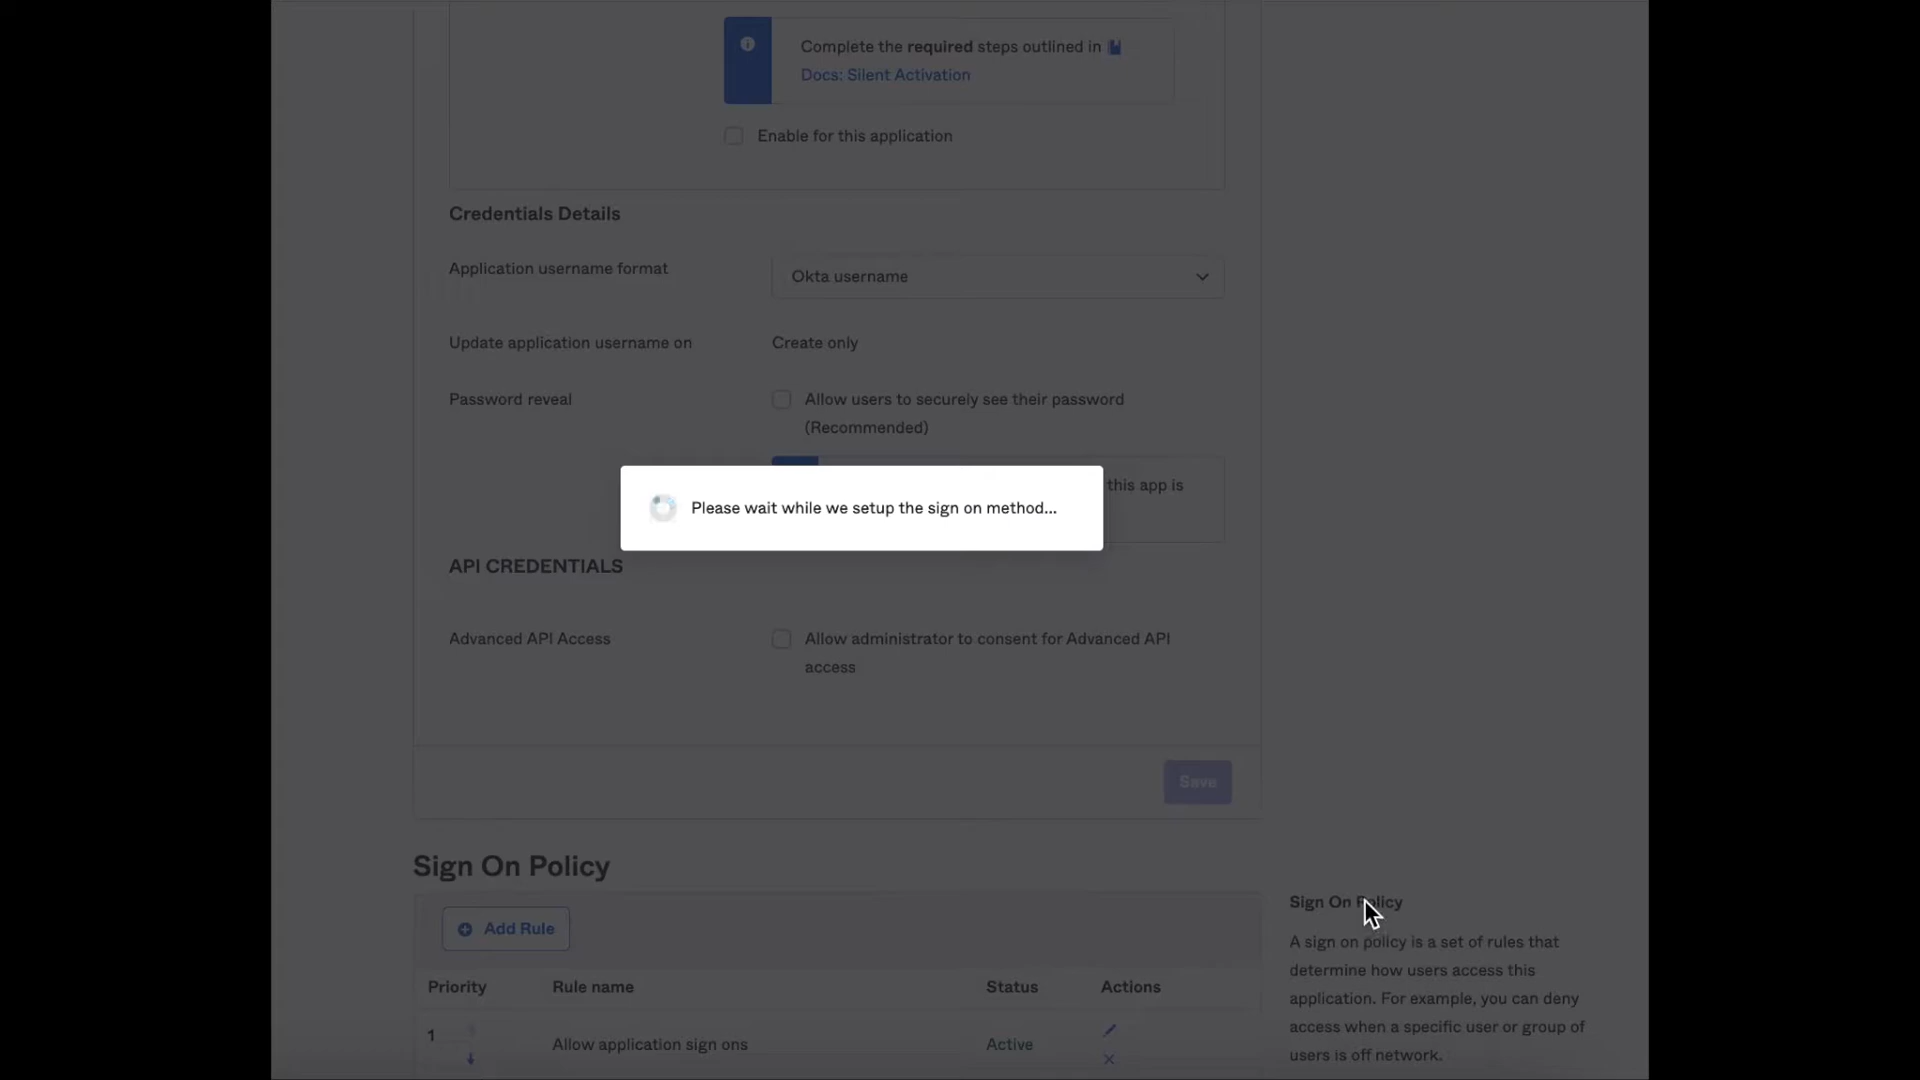 Complete the required steps outlined in
Docs: Silent Activation
Enable for this application
Credentials Details
Application username format
Okta username
Update application username on
Create only
Password reveal
Allow users to securely see their password
(Recommended)
this app is
Please wait while we setup the sign on method...
API CREDENTIALS
Advanced API Access
Allow administrator to consent for Advanced API
access
Save
Sign On Policy
Add Rule
Priority
Rule name
Status
Actions
1
Allow application sign ons
Active
Sign On Policy
A sign on policy is a set of rules that
determine how users access this
application. For example, you can deny
access when a specific user or group of
users is off network.